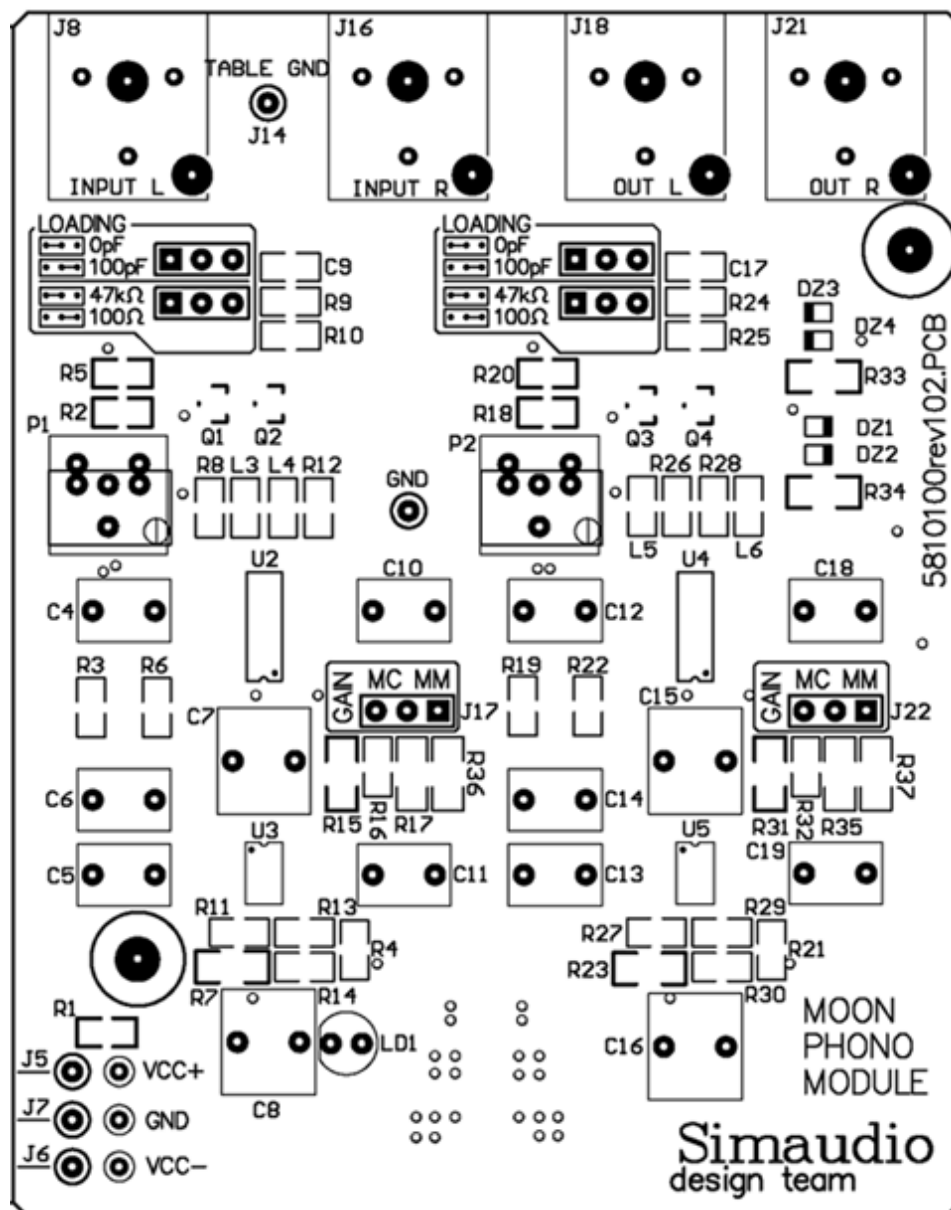 J8 J16 J18 J21
TABLE GND
J14
INPUT L INPUT R OUT L OUT R
LOADING LOADING
0pF 0pF
100pF C9 100pF C17
47kΩ R9 47kΩ R24
100Ω R10 100Ω R25
DZ3
DZ4
R5 R20 R33
R2 R18
P1 Q1 Q2 P2 Q3 Q4 DZ1
DZ2
R8 L3 L4 R12 R26 R28
GND R34
L5 L6
5810100rev102.PCB
U2 C10 U4 C18
C4 C12
R3 R6 R19 R22
GAIN MC MM GAIN MC MM
C7 J17 C15 J22
R36 R37
C6 C14
R15 R16 R17 R31 R32 R35
U3 U5
C5 C11 C13 C19
R11 R13 R27 R29
R4 R21
R7 R14 R23 R30
R1
LD1 C16
C8
J5 VCC+
J7 GND
J6 VCC-
MOON
PHONO
MODULE
Simaudio
design team